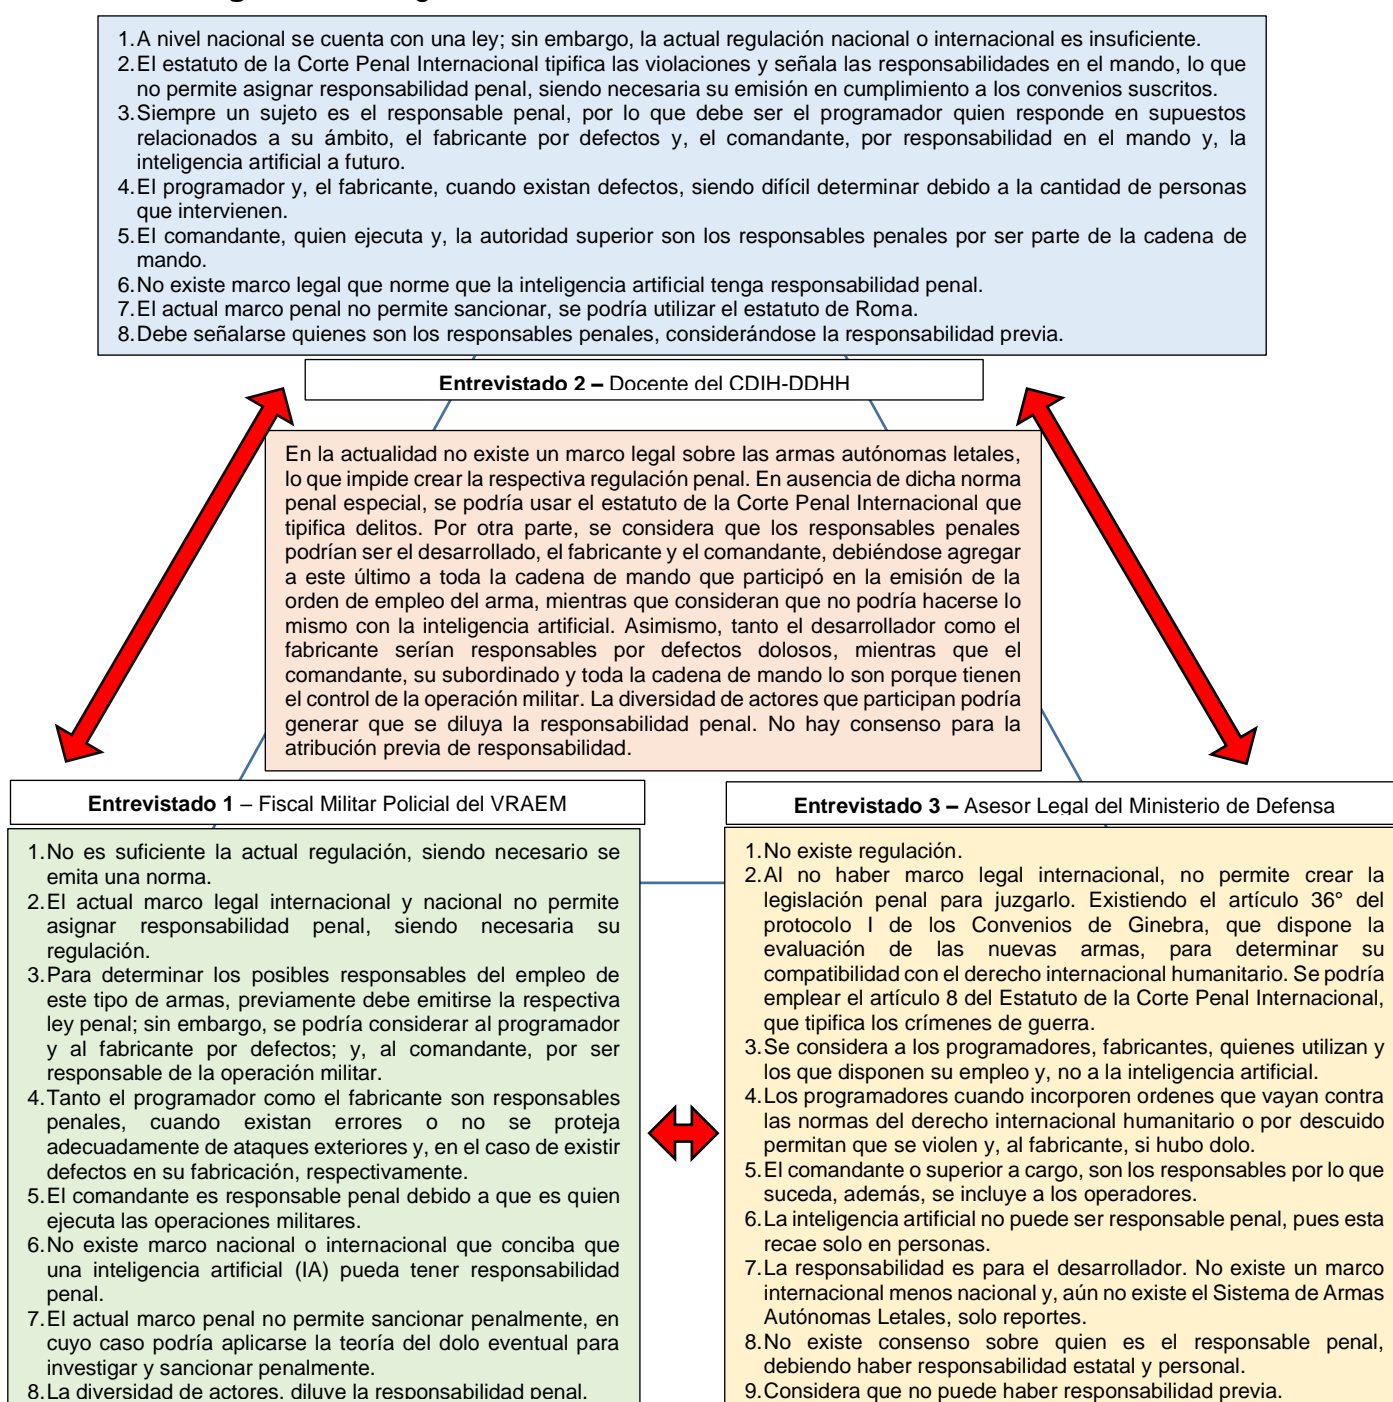 1.A nivel nacional se cuenta con una ley; sin embargo, la actual regulación nacional o internacional es insuficiente.
2.El estatuto de la Corte Penal Internacional tipifica las violaciones y señala las responsabilidades en el mando, lo que
no permite asignar responsabilidad penal, siendo necesaria su emisión en cumplimiento a los convenios suscritos.
3.Siempre un sujeto es el responsable penal, por lo que debe ser el programador quien responde en supuestos
relacionados a su ámbito, el fabricante por defectos y, el comandante, por responsabilidad en el mando y, la
inteligencia artificial a futuro.
4.El programador y, el fabricante, cuando existan defectos, siendo difícil determinar debido a la cantidad de personas
que intervienen.
5.El comandante, quien ejecuta y, la autoridad superior son los responsables penales por ser parte de la cadena de
mando.
6.No existe marco legal que norme que la inteligencia artificial tenga responsabilidad penal.
7.El actual marco penal no permite sancionar, se podría utilizar el estatuto de Roma.
8.Debe señalarse quienes son los responsables penales, considerándose la responsabilidad previa.
Entrevistado 2 – Docente del CDIH-DDHH
En la actualidad no existe un marco legal sobre las armas autónomas letales,
lo que impide crear la respectiva regulación penal. En ausencia de dicha norma
penal especial, se podría usar el estatuto de la Corte Penal Internacional que
tipifica delitos. Por otra parte, se considera que los responsables penales
podrían ser el desarrollado, el fabricante y el comandante, debiéndose agregar
a este último a toda la cadena de mando que participó en la emisión de la
orden de empleo del arma, mientras que consideran que no podría hacerse lo
mismo con la inteligencia artificial. Asimismo, tanto el desarrollador como el
fabricante serían responsables por defectos dolosos, mientras que el
comandante, su subordinado y toda la cadena de mando lo son porque tienen
el control de la operación militar. La diversidad de actores que participan podría
generar que se diluya la responsabilidad penal. No hay consenso para la
atribución previa de responsabilidad.
Entrevistado 1 – Fiscal Militar Policial del VRAEM
1.No es suficiente la actual regulación, siendo necesario se
emita una norma.
2.El actual marco legal internacional y nacional no permite
asignar responsabilidad penal, siendo necesaria su
regulación.
3.Para determinar los posibles responsables del empleo de
este tipo de armas, previamente debe emitirse la respectiva
ley penal; sin embargo, se podría considerar al programador
y al fabricante por defectos; y, al comandante, por ser
responsable de la operación militar.
4.Tanto el programador como el fabricante son responsables
penales, cuando existan errores o no se proteja
adecuadamente de ataques exteriores y, en el caso de existir
defectos en su fabricación, respectivamente.
5.El comandante es responsable penal debido a que es quien
ejecuta las operaciones militares.
6.No existe marco nacional o internacional que conciba que
una inteligencia artificial (IA) pueda tener responsabilidad
penal.
7.El actual marco penal no permite sancionar penalmente, en
cuyo caso podría aplicarse la teoría del dolo eventual para
investigar y sancionar penalmente.
8.La diversidad de actores, diluye la responsabilidad penal.
Entrevistado 3 – Asesor Legal del Ministerio de Defensa
1.No existe regulación.
2.Al no haber marco legal internacional, no permite crear la
legislación penal para juzgarlo. Existiendo el artículo 36° del
protocolo I de los Convenios de Ginebra, que dispone la
evaluación de las nuevas armas, para determinar su
compatibilidad con el derecho internacional humanitario. Se podría
emplear el artículo 8 del Estatuto de la Corte Penal Internacional,
que tipifica los crímenes de guerra.
3.Se considera a los programadores, fabricantes, quienes utilizan y
los que disponen su empleo y, no a la inteligencia artificial.
4.Los programadores cuando incorporen ordenes que vayan contra
las normas del derecho internacional humanitario o por descuido
permitan que se violen y, al fabricante, si hubo dolo.
5.El comandante o superior a cargo, son los responsables por lo que
suceda, además, se incluye a los operadores.
6.La inteligencia artificial no puede ser responsable penal, pues esta
recae solo en personas.
7.La responsabilidad es para el desarrollador. No existe un marco
internacional menos nacional y, aún no existe el Sistema de Armas
Autónomas Letales, solo reportes.
8.No existe consenso sobre quien es el responsable penal,
debiendo haber responsabilidad estatal y personal.
9.Considera que no puede haber responsabilidad previa.